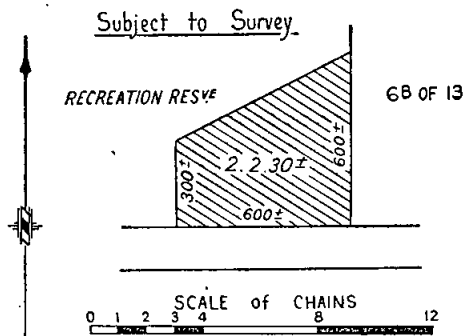 Subject to Survey
RECREATION RESVE
6B OF 13
300±
2.2.30±
600±
600±
SCALE of CHAINS
0 1 2 3 4 8 12